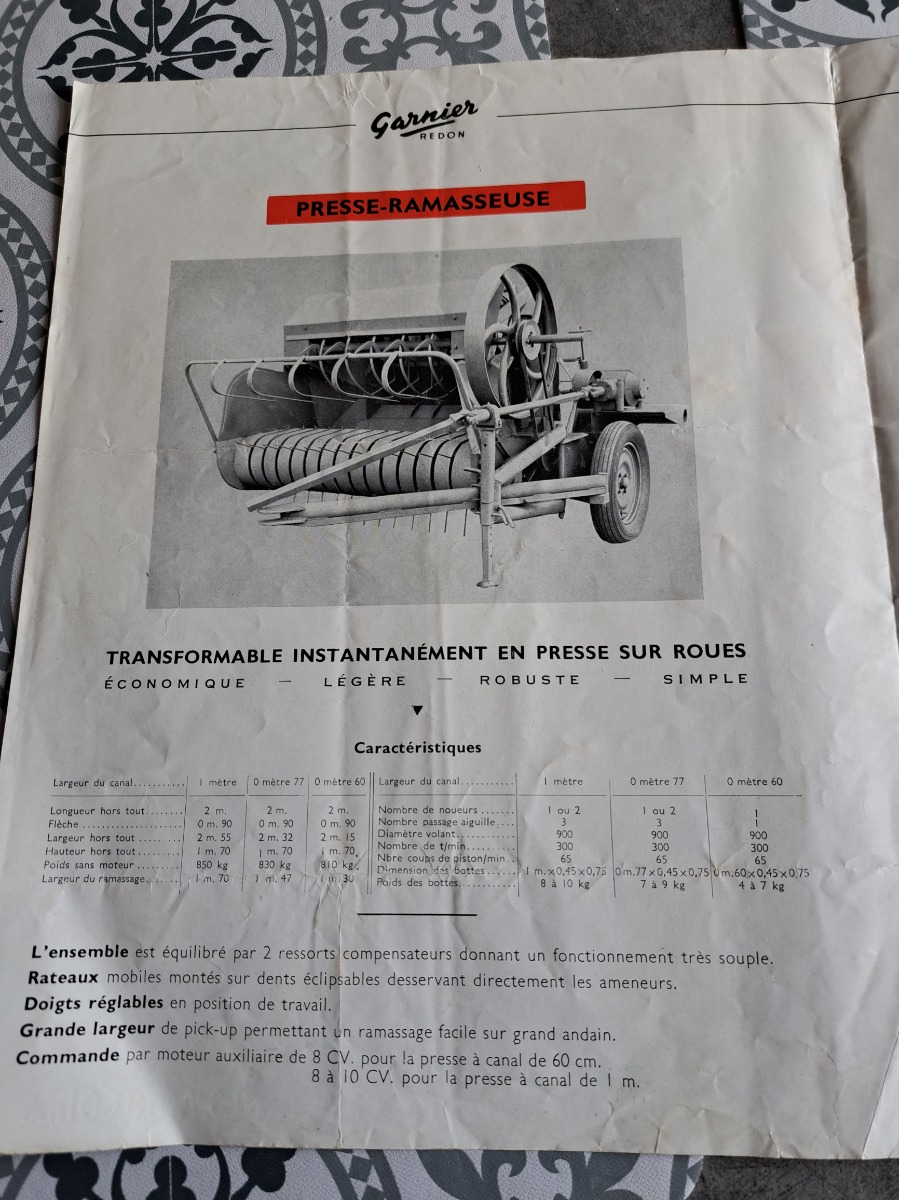 Garnier
REDON
PRESSE-RAMASSEUSE
TRANSFORMABLE INSTANTANÉMENT EN PRESSE SUR ROUES
ÉCONOMIQUE — LÉGÈRE — ROBUSTE — SIMPLE
Caractéristiques
Largeur du canal........... 1 mètre 0 mètre 77 0 mètre 60
Longueur hors tout........ 2 m. 2 m. 2 m.
Flèche ...................... 0 m. 90 0 m. 90 0 m. 90
Largeur hors tout ......... 2 m. 55 2 m. 32 2 m. 15
Hauteur hors tout......... 1 m. 70 1 m. 70 1 m. 70
Poids sans moteur ........ 850 kg 830 kg 810 kg
Largeur du ramassage...... 1 m. 70 1 m. 47 1 m. 30
Largeur du canal........... 1 mètre 0 mètre 77 0 mètre 60
Nombre de noueurs ....... 1 ou 2 1 ou 2 1
Nombre passage aiguille.... 3 3 1
Diamètre volant............ 900 900 900
Nombre de t/min........... 300 300 300
Nbre coups de piston/min.. 65 65 65
Dimension des bottes...... 1 m.×0,45×0,75 0m.77×0,45×0,75 0m.60×0,45×0,75
Poids des bottes............ 8 à 10 kg 7 à 9 kg 4 à 7 kg
L'ensemble est équilibré par 2 ressorts compensateurs donnant un fonctionnement très souple.
Rateaux mobiles montés sur dents éclipsables desservant directement les ameneurs.
Doigts réglables en position de travail.
Grande largeur de pick-up permettant un ramassage facile sur grand andain.
Commande par moteur auxiliaire de 8 CV. pour la presse à canal de 60 cm.
8 à 10 CV. pour la presse à canal de 1 m.